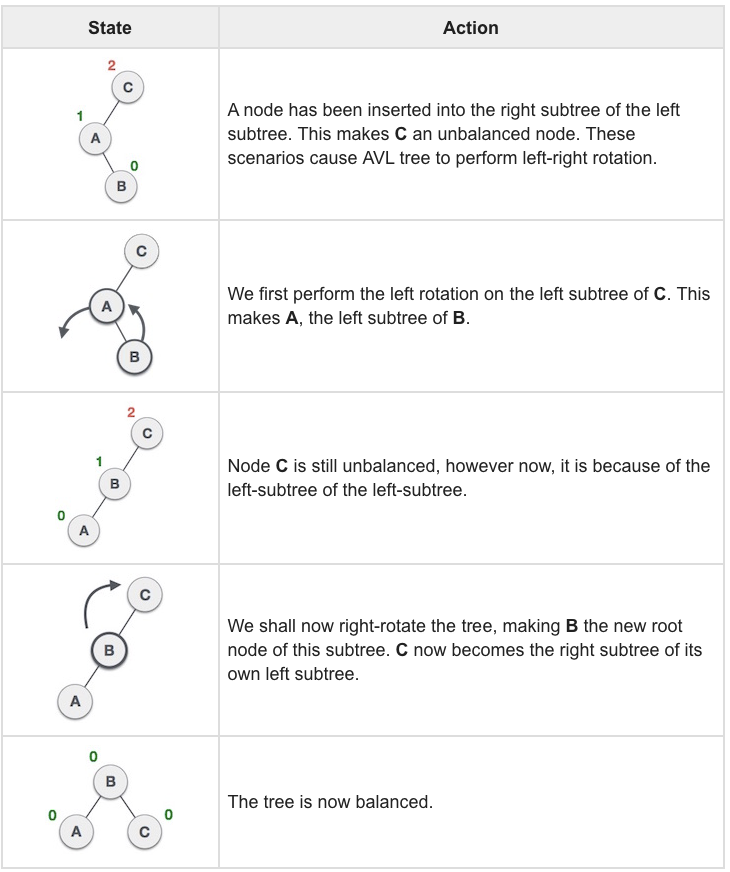 State Action
2
C
1
A
0
B
A node has been inserted into the right subtree of the left
subtree. This makes C an unbalanced node. These
scenarios cause AVL tree to perform left-right rotation.
C
A
B
We first perform the left rotation on the left subtree of C. This
makes A, the left subtree of B.
2
C
1
B
0
A
Node C is still unbalanced, however now, it is because of the
left-subtree of the left-subtree.
C
B
A
We shall now right-rotate the tree, making B the new root
node of this subtree. C now becomes the right subtree of its
own left subtree.
0
B
0 0
A C
The tree is now balanced.